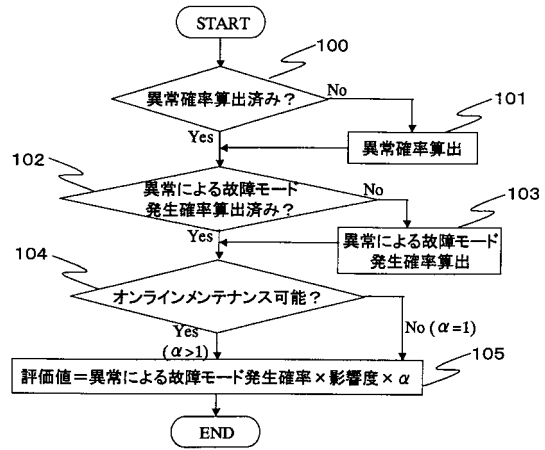 START
100
異常確率算出済み？
No
101
Yes
異常確率算出
102
異常による故障モード
発生確率算出済み？
No
103
Yes
異常による故障モード
発生確率算出
104
オンラインメンテナンス可能？
Yes
(α>1)
No (α=1)
105
評価値＝異常による故障モード発生確率×影響度×α
END